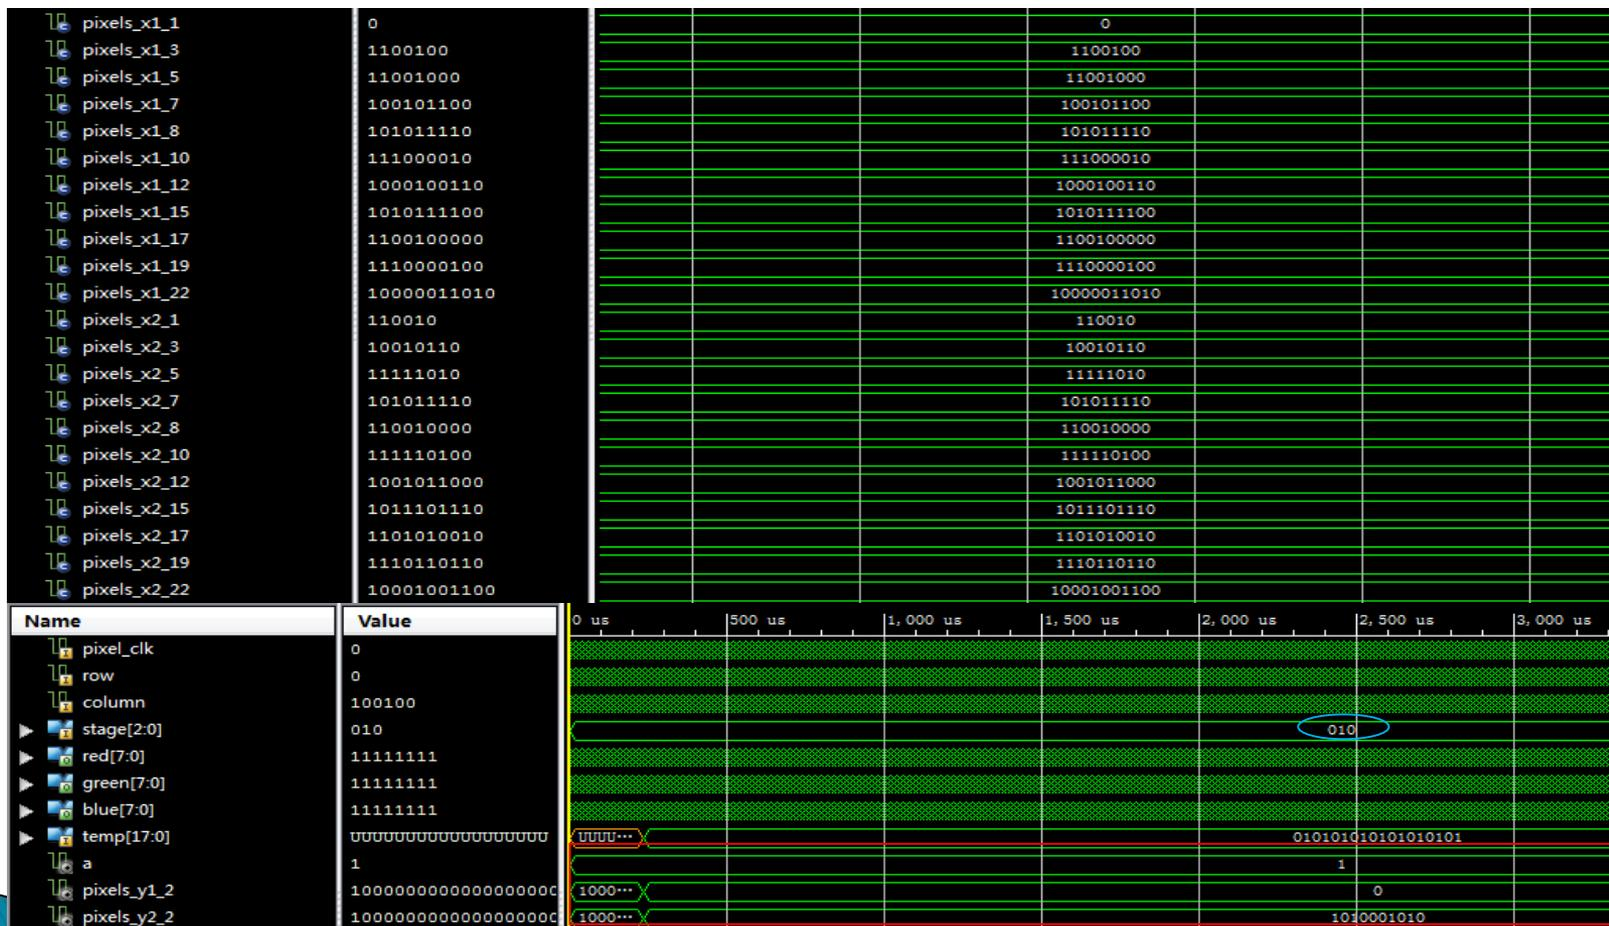 pixels_x1_1 0 0
pixels_x1_3 1100100 1100100
pixels_x1_5 11001000 11001000
pixels_x1_7 100101100 100101100
pixels_x1_8 101011110 101011110
pixels_x1_10 111000010 111000010
pixels_x1_12 1000100110 1000100110
pixels_x1_15 1010111100 1010111100
pixels_x1_17 1100100000 1100100000
pixels_x1_19 1110000100 1110000100
pixels_x1_22 10000011010 10000011010
pixels_x2_1 110010 110010
pixels_x2_3 10010110 10010110
pixels_x2_5 11111010 11111010
pixels_x2_7 101011110 101011110
pixels_x2_8 110010000 110010000
pixels_x2_10 111110100 111110100
pixels_x2_12 1001011000 1001011000
pixels_x2_15 1011101110 1011101110
pixels_x2_17 1101010010 1101010010
pixels_x2_19 1110110110 1110110110
pixels_x2_22 10001001100 10001001100
Name Value 0 us 500 us 1,000 us 1,500 us 2,000 us 2,500 us 3,000 us
pixel_clk 0
row 0
column 100100
stage[2:0] 010 010
red[7:0] 11111111
green[7:0] 11111111
blue[7:0] 11111111
temp[17:0] UUUUUUUUUUUUUUUUUU UUUU... 010101010101010101
a 1 1
pixels_y1_2 1000000000000000000C 1000... 0
pixels_y2_2 1000000000000000000C 1000... 1010001010